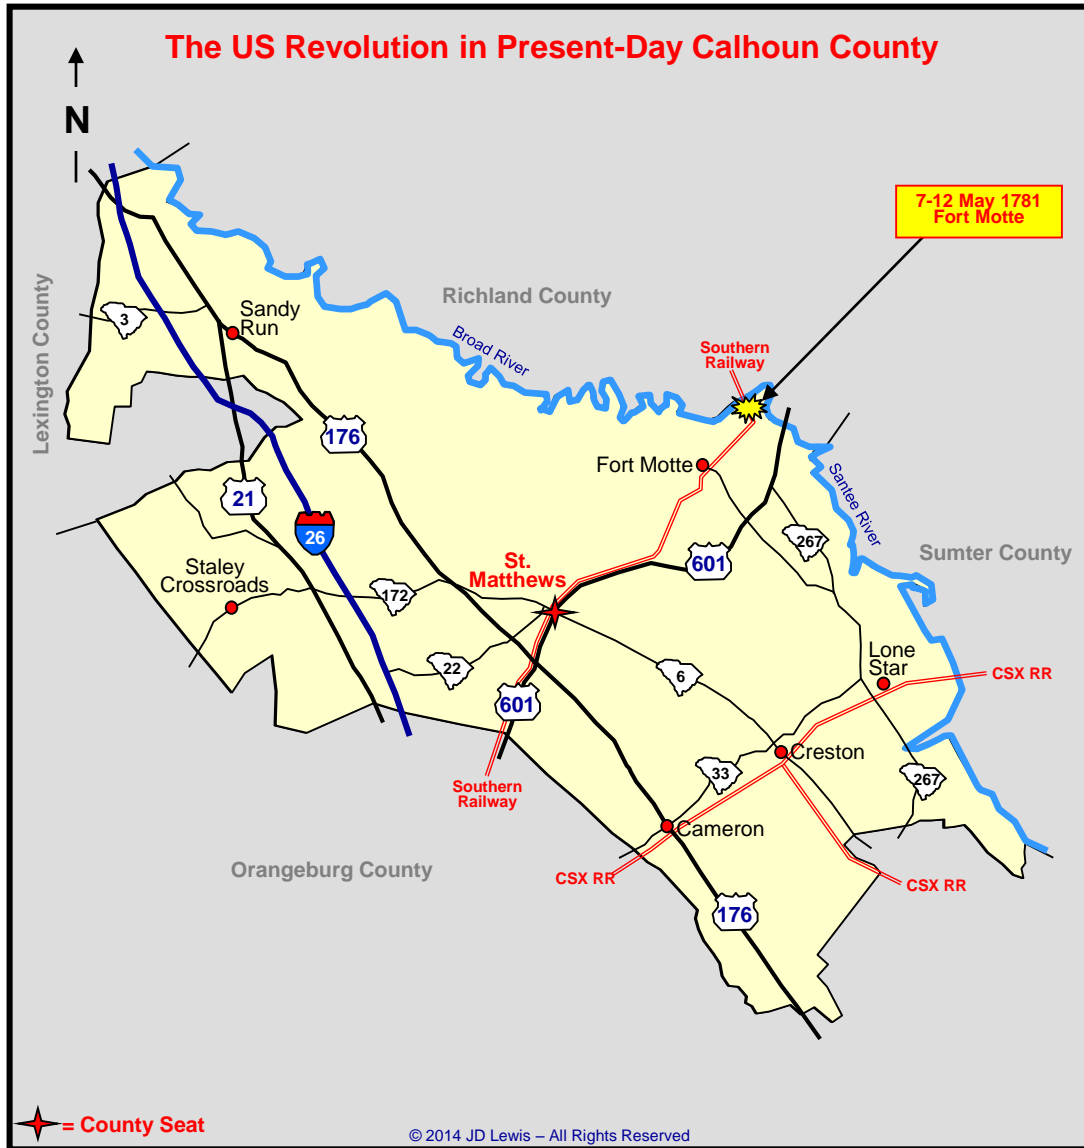 The US Revolution in Present-Day Calhoun County
N
7-12 May 1781
Fort Motte
Richland County
Lexington County
3
Sandy
Run
Broad River
Southern
Railway
176
Fort Motte
21
Santee River
26
267
Sumter County
601
St.
Matthews
Staley
Crossroads
172
Lone
Star
22
6
CSX RR
601
Creston
33
267
Southern
Railway
Cameron
Orangeburg County
CSX RR
CSX RR
176
= County Seat
© 2014 JD Lewis – All Rights Reserved